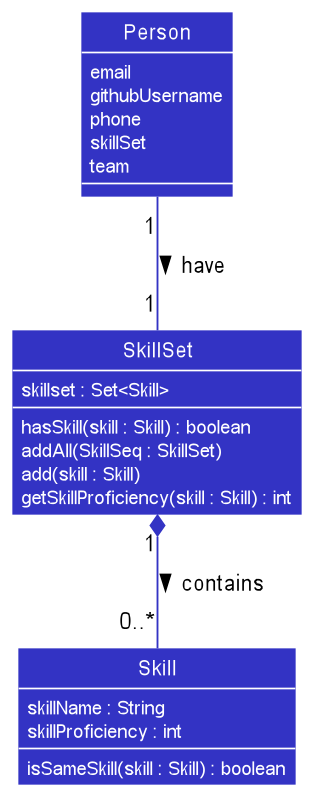 Person
email
githubUsername
phone
skillSet
team
1
have
1
SkillSet
skillset : Set<Skill>
hasSkill(skill : Skill) : boolean
addAll(SkillSeq : SkillSet)
add(skill : Skill)
getSkillProficiency(skill : Skill) : int
1
contains
0..*
Skill
skillName : String
skillProficiency : int
isSameSkill(skill : Skill) : boolean